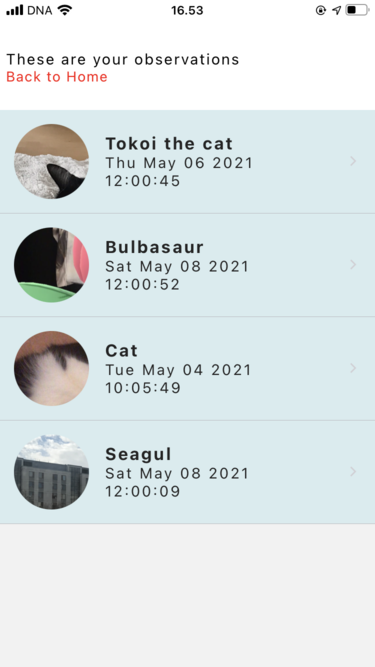 DNA 16.53
These are your observations
Back to Home
Tokoi the cat
Thu May 06 2021
12:00:45
Bulbasaur
Sat May 08 2021
12:00:52
Cat
Tue May 04 2021
10:05:49
Seagul
Sat May 08 2021
12:00:09